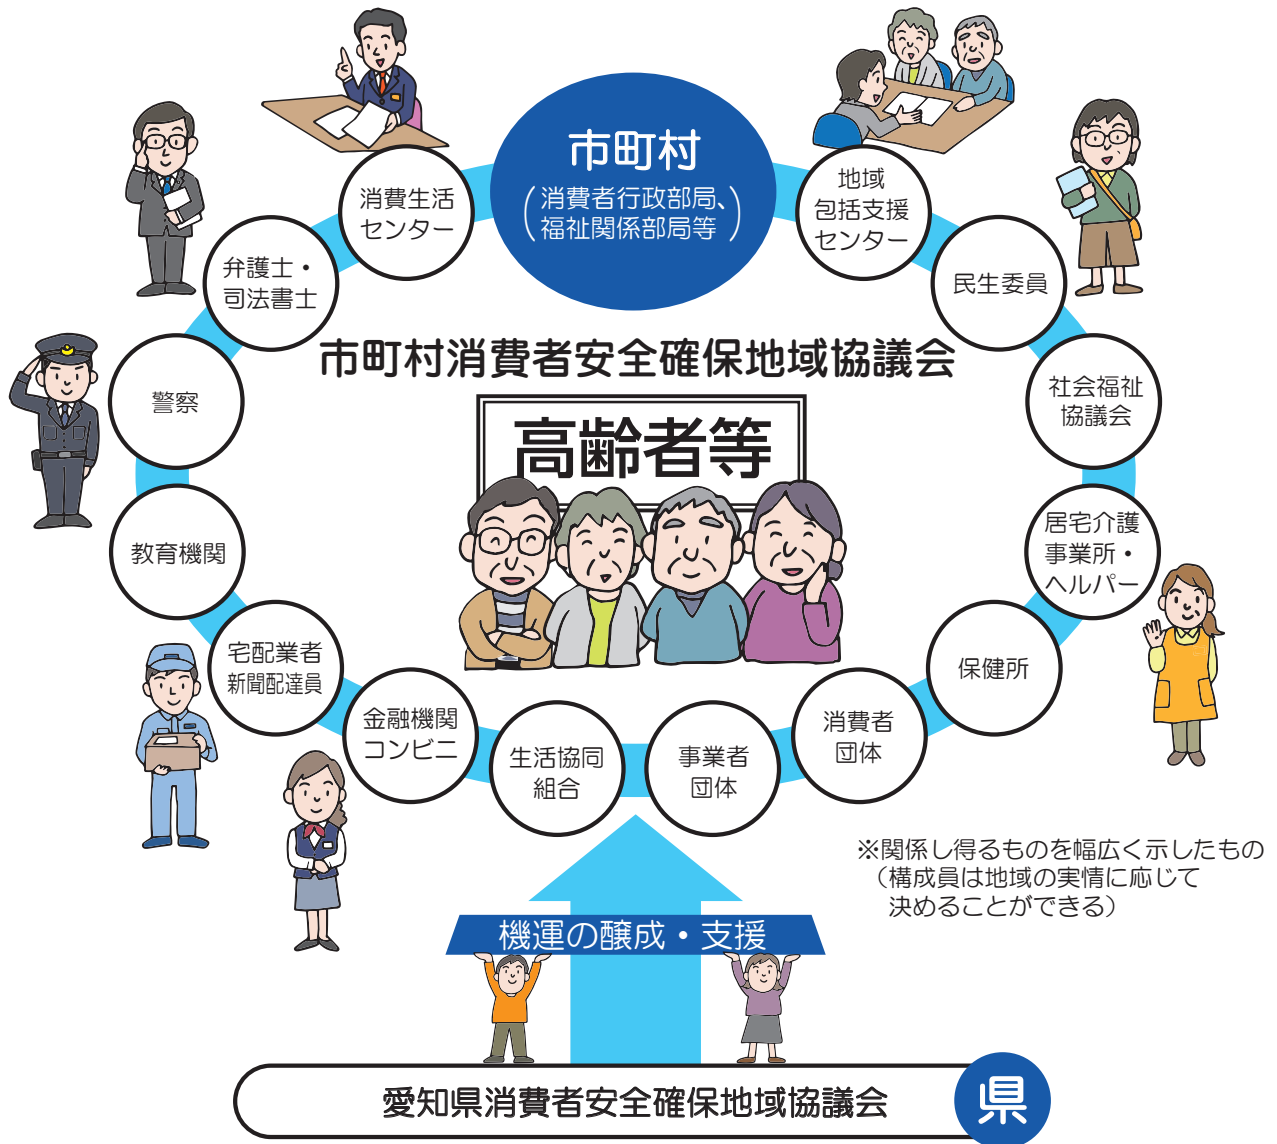 市町村
（消費者行政部局、
福祉関係部局等）
消費生活
センター
地域
包括支援
センター
弁護士・
司法書士
民生委員
市町村消費者安全確保地域協議会
警察
社会福祉
協議会
高齢者等
教育機関
居宅介護
事業所・
ヘルパー
宅配業者
新聞配達員
保健所
金融機関
コンビニ
消費者
団体
生活協同
組合
事業者
団体
※関係し得るものを幅広く示したもの
（構成員は地域の実情に応じて
決めることができる）
機運の醸成・支援
愛知県消費者安全確保地域協議会
県